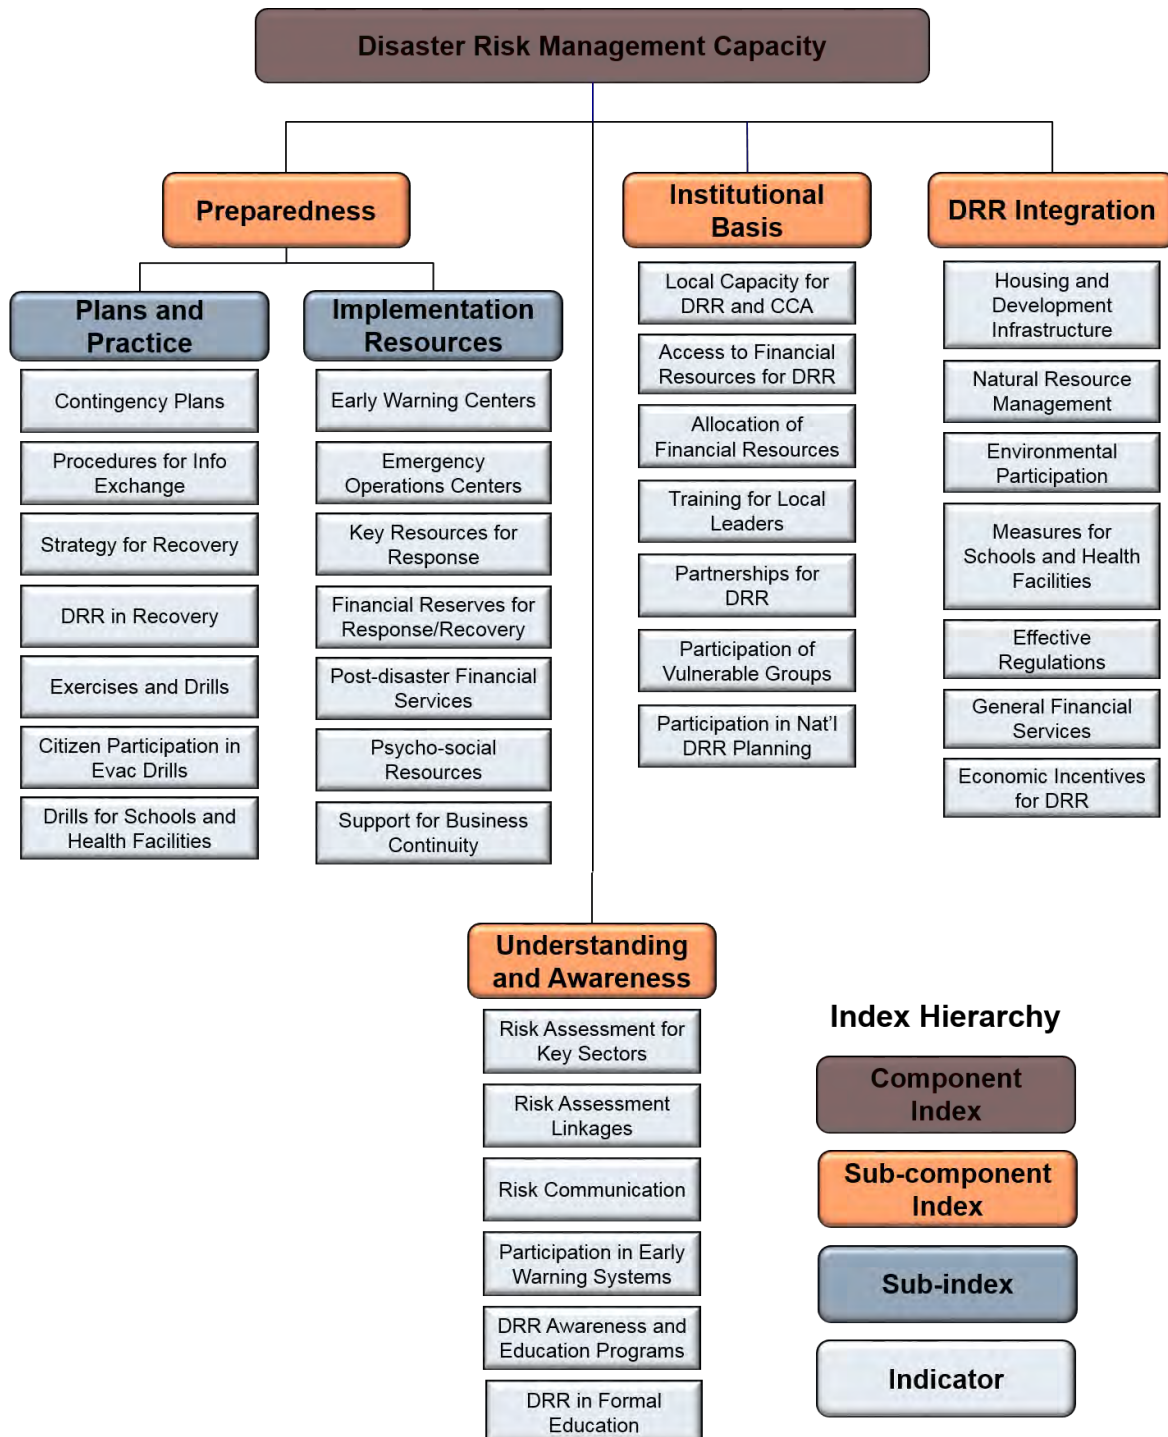 Disaster Risk Management Capacity
Preparedness
Plans and
Practice
Contingency Plans
Procedures for Info
Exchange
Strategy for Recovery
DRR in Recovery
Exercises and Drills
Citizen Participation in
Evac Drills
Drills for Schools and
Health Facilities
Implementation
Resources
Early Warning Centers
Emergency
Operations Centers
Key Resources for
Response
Financial Reserves for
Response/Recovery
Post-disaster Financial
Services
Psycho-social
Resources
Support for Business
Continuity
Institutional
Basis
Local Capacity for
DRR and CCA
Access to Financial
Resources for DRR
Allocation of
Financial Resources
Training for Local
Leaders
Partnerships for
DRR
Participation of
Vulnerable Groups
Participation in Nat'l
DRR Planning
DRR Integration
Housing and
Development
Infrastructure
Natural Resource
Management
Environmental
Participation
Measures for
Schools and Health
Facilities
Effective
Regulations
General Financial
Services
Economic Incentives
for DRR
Understanding
and Awareness
Risk Assessment for
Key Sectors
Risk Assessment
Linkages
Risk Communication
Participation in Early
Warning Systems
DRR Awareness and
Education Programs
DRR in Formal
Education
Index Hierarchy
Component
Index
Sub-component
Index
Sub-index
Indicator